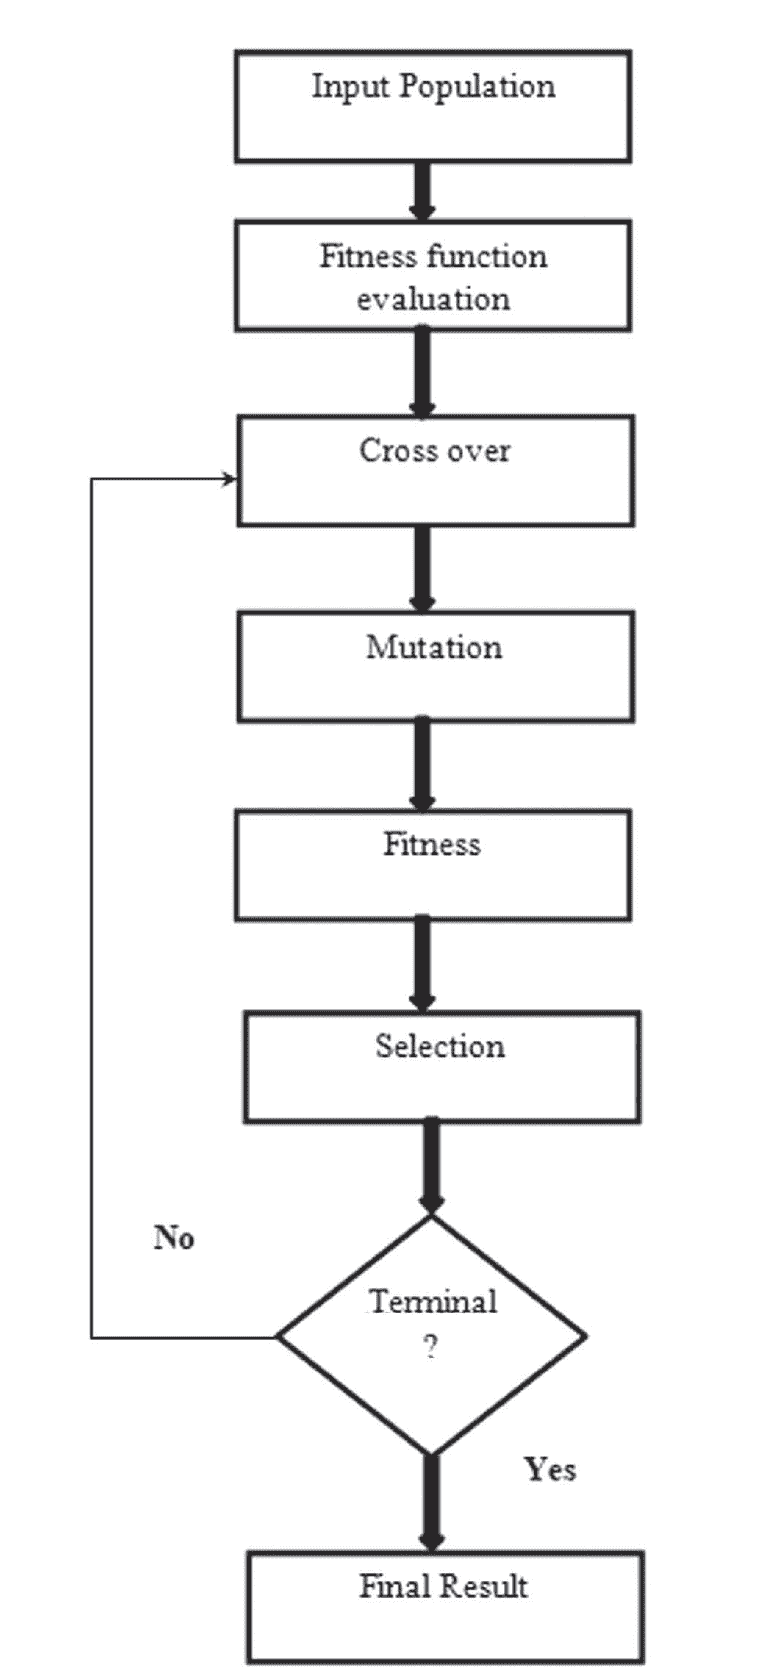 Input Population
Fitness function
evaluation
Cross over
Mutation
Fitness
Selection
No
Terminal
?
Yes
Final Result